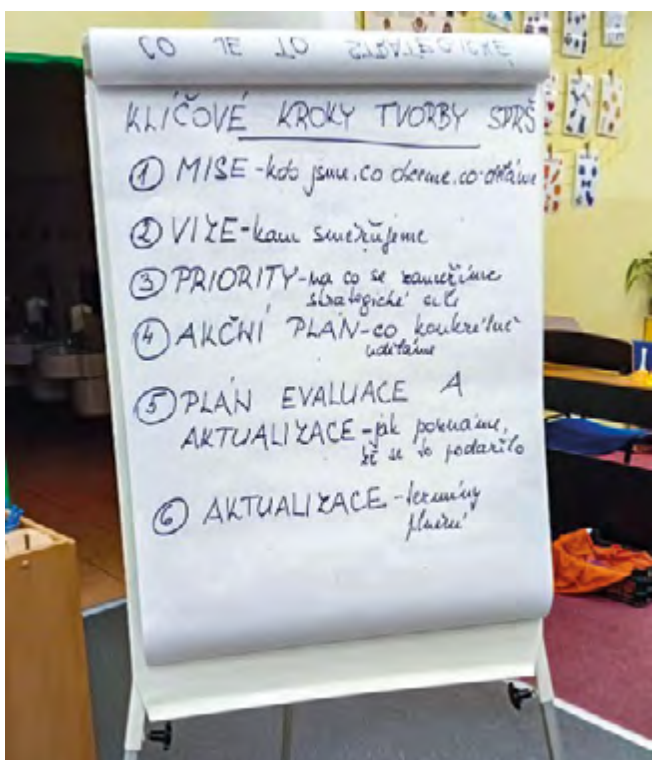 CO JE TO STRATEGICKÉ
KLÍČOVÉ KROKY TVORBY SPRŠ
① MISE - kdo jsme, co chceme, co děláme
② VIZE - kam směřujeme
③ PRIORITY - na co se zaměříme
strategické cíle
④ AKČNÍ PLÁN - co konkrétně
uděláme
⑤ PLÁN EVALUACE A
AKTUALIZACE - jak poznáme,
že se to podařilo
⑥ AKTUALIZACE - termíny
plnění